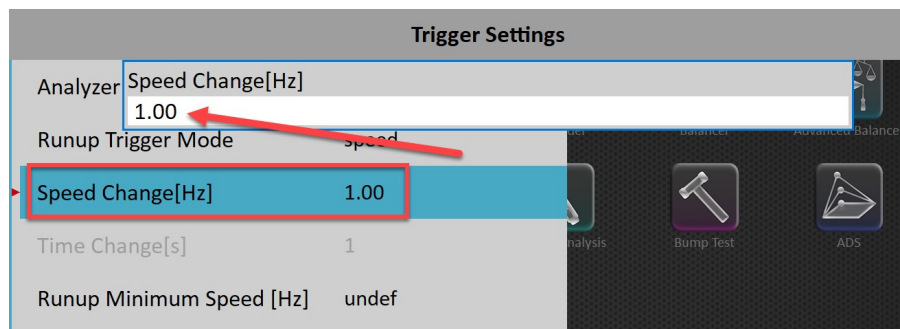 Trigger Settings
Analyzer
Speed Change[Hz]
1.00
Runup Trigger Mode speed
Balancer Advanced Balance
Speed Change[Hz] 1.00
Time Change[s] 1
nalysis Bump Test ADS
Runup Minimum Speed [Hz] undef